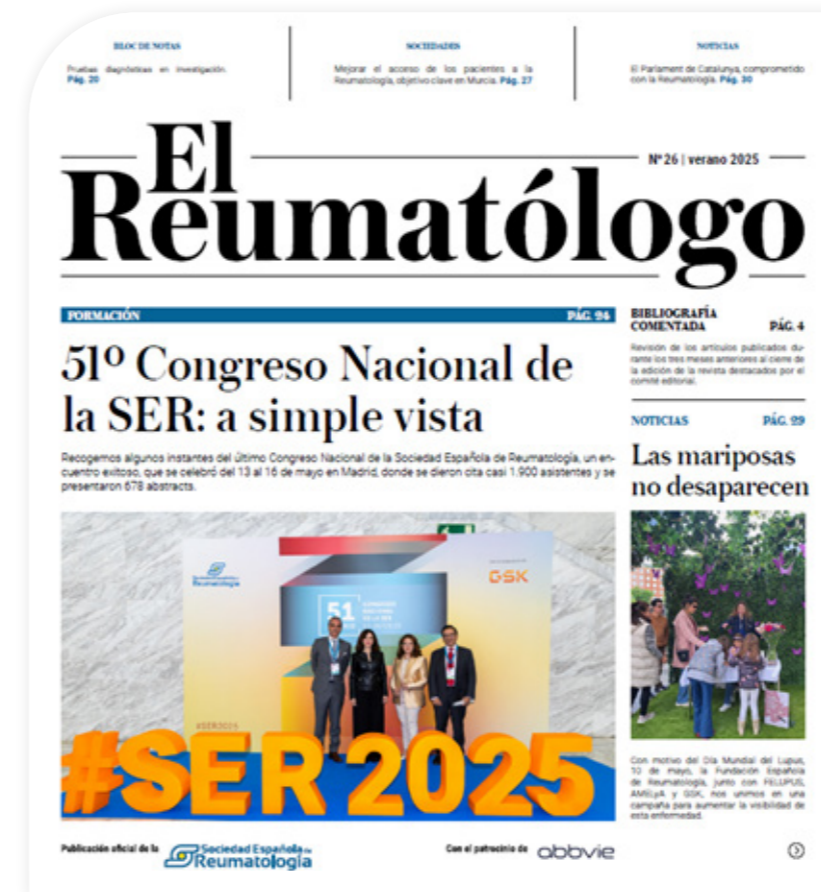 BLOC DE NOTAS
Pruebas diagnósticas en investigación.
Pág. 20
SOCIEDADES
Mejorar el acceso de los pacientes a la
Reumatología, objetivo clave en Murcia. Pág. 27
NOTICIAS
El Parlament de Catalunya, comprometido
con la Reumatología. Pág. 30
El
Reumatólogo
Nº 26 | verano 2025
FORMACIÓN PÁG. 24
51º Congreso Nacional de
la SER: a simple vista
Recogemos algunos instantes del último Congreso Nacional de la Sociedad Española de Reumatología, un en-
cuentro exitoso, que se celebró del 13 al 16 de mayo en Madrid, donde se dieron cita casi 1.900 asistentes y se
presentaron 678 abstracts.
Reumatología
GSK
51
CONGRESO
NACIONAL
DE LA SER
#SER2025
#SER2025
BIBLIOGRAFÍA
COMENTADA PÁG. 4
Revisión de los artículos publicados du-
rante los tres meses anteriores al cierre de
la edición de la revista destacados por el
comité editorial.
NOTICIAS PÁG. 29
Las mariposas
no desaparecen
Con motivo del Día Mundial del Lupus,
10 de mayo, la Fundación Española
de Reumatología, junto con FELUPUS,
AMELyA y GSK, nos unimos en una
campaña para aumentar la visibilidad de
esta enfermedad.
Publicación oficial de la
Sociedad Española de
Reumatología
Con el patrocinio de
abbvie